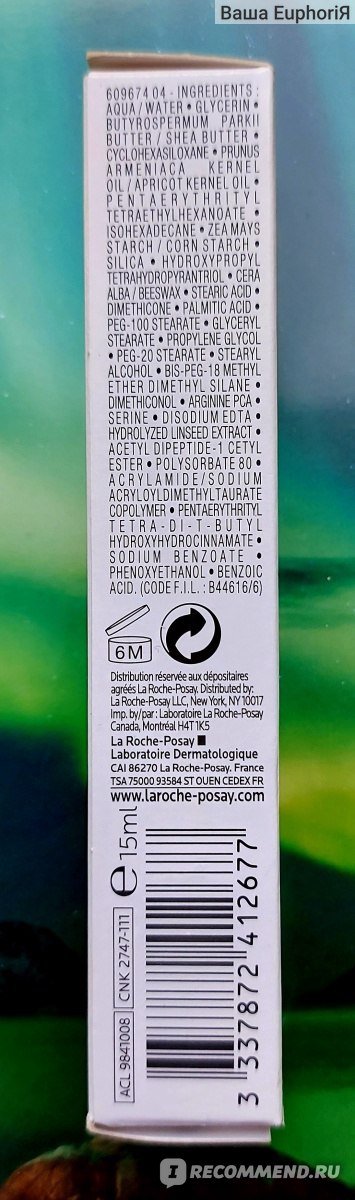 Ваша EuphoriЯ
609674 04 - INGREDIENTS:
AQUA / WATER • GLYCERIN •
BUTYROSPERMUM PARKII
BUTTER / SHEA BUTTER •
CYCLOHEXASILOXANE • PRUNUS
ARMENIACA KERNEL
OIL / APRICOT KERNEL OIL •
PENTAERYTHRITYL
TETRAETHYLHEXANOATE •
ISOHEXADECANE • ZEA MAYS
STARCH / CORN STARCH •
SILICA • HYDROXYPROPYL
TETRAHYDROPYRANTRIOL • CERA
ALBA / BEESWAX • STEARIC ACID •
DIMETHICONE • PALMITIC ACID •
PEG-100 STEARATE • GLYCERYL
STEARATE • PROPYLENE GLYCOL
• PEG-20 STEARATE • STEARYL
ALCOHOL • BIS-PEG-18 METHYL
ETHER DIMETHYL SILANE •
DIMETHICONOL • ARGININE PCA •
SERINE • DISODIUM EDTA •
HYDROLYZED LINSEED EXTRACT •
ACETYL DIPEPTIDE-1 CETYL
ESTER • POLYSORBATE 80 •
ACRYLAMIDE / SODIUM
ACRYLOYLDIMETHYLTAURATE
COPOLYMER • PENTAERYTHRITYL
TETRA-DI-T-BUTYL
HYDROXYHYDROCINNAMATE •
SODIUM BENZOATE •
PHENOXYETHANOL • BENZOIC
ACID. (CODE F.I.L. : B44616/6)
6M
Distribution réservée aux dépositaires
agréés La Roche-Posay. Distributed by:
La Roche-Posay LLC, New York, NY 10017
Imp. by/par : Laboratoire La Roche-Posay
Canada, Montréal H4T 1K5
La Roche-Posay
Laboratoire Dermatologique
CAI 86270 La Roche-Posay. France
TSA 75000 93584 ST OUEN CEDEX FR
www.laroche-posay.com
e 15ml
CNK 2747-111
ACL 9841008
3 337872 412677
IRECOMMEND.RU